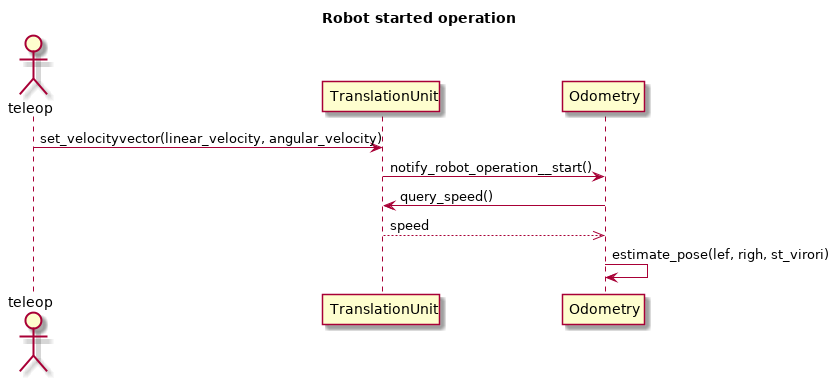 Robot started operation
teleop
TranslationUnit
Odometry
set_velocityvector(linear_velocity, angular_velocity)
notify_robot_operation__start()
query_speed()
speed
estimate_pose(lef, righ, st_virori)
teleop
TranslationUnit
Odometry